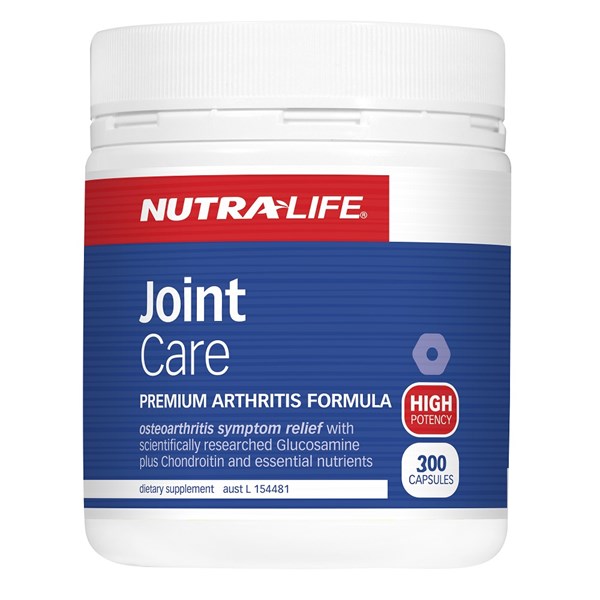 NUTRA-LIFE®
Joint
Care
PREMIUM ARTHRITIS FORMULA
osteoarthritis symptom relief with
scientifically researched Glucosamine
plus Chondroitin and essential nutrients
dietary supplement aust L 154481
HIGH
POTENCY
300
CAPSULES